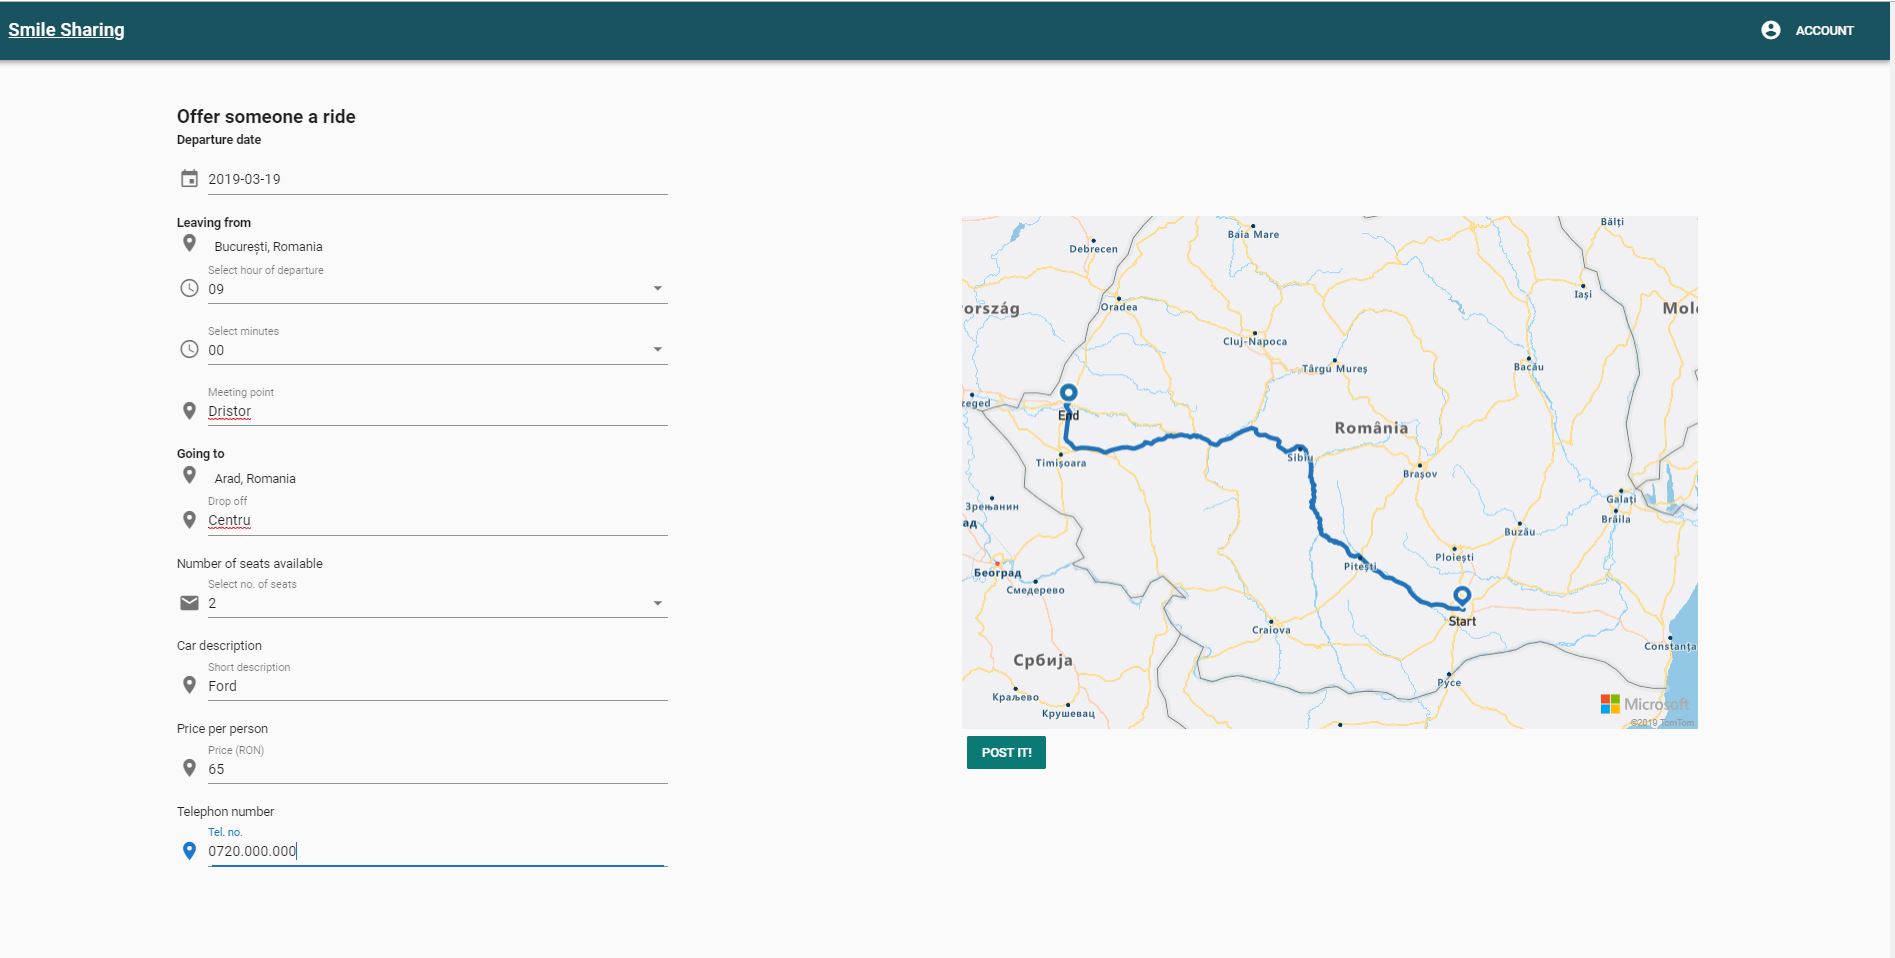 Smile Sharing
ACCOUNT
Offer someone a ride
Departure date
2019-03-19
Leaving from
București, Romania
Select hour of departure
09
Select minutes
00
Meeting point
Dristor
Going to
Arad, Romania
Drop off
Centru
Number of seats available
Select no. of seats
2
Car description
Short description
Ford
Price per person
Price (RON)
65
Telephon number
Tel. no.
0720.000.000
Bălți
Baia Mare
Debrecen
Iași
Oradea
ország
Mol
Cluj-Napoca
Târgu Mureș
Bacău
zeged
End
România
Sibiu
Timișoara
Brașov
Galați
Зрењанин
Brăila
ад
Buzău
Ploiești
Pitești
Београд
Смедерево
Start
Craiova
Constanța
Србија
Русе
Краљево
Крушевац
Microsoft
©2019 TomTom
POST IT!